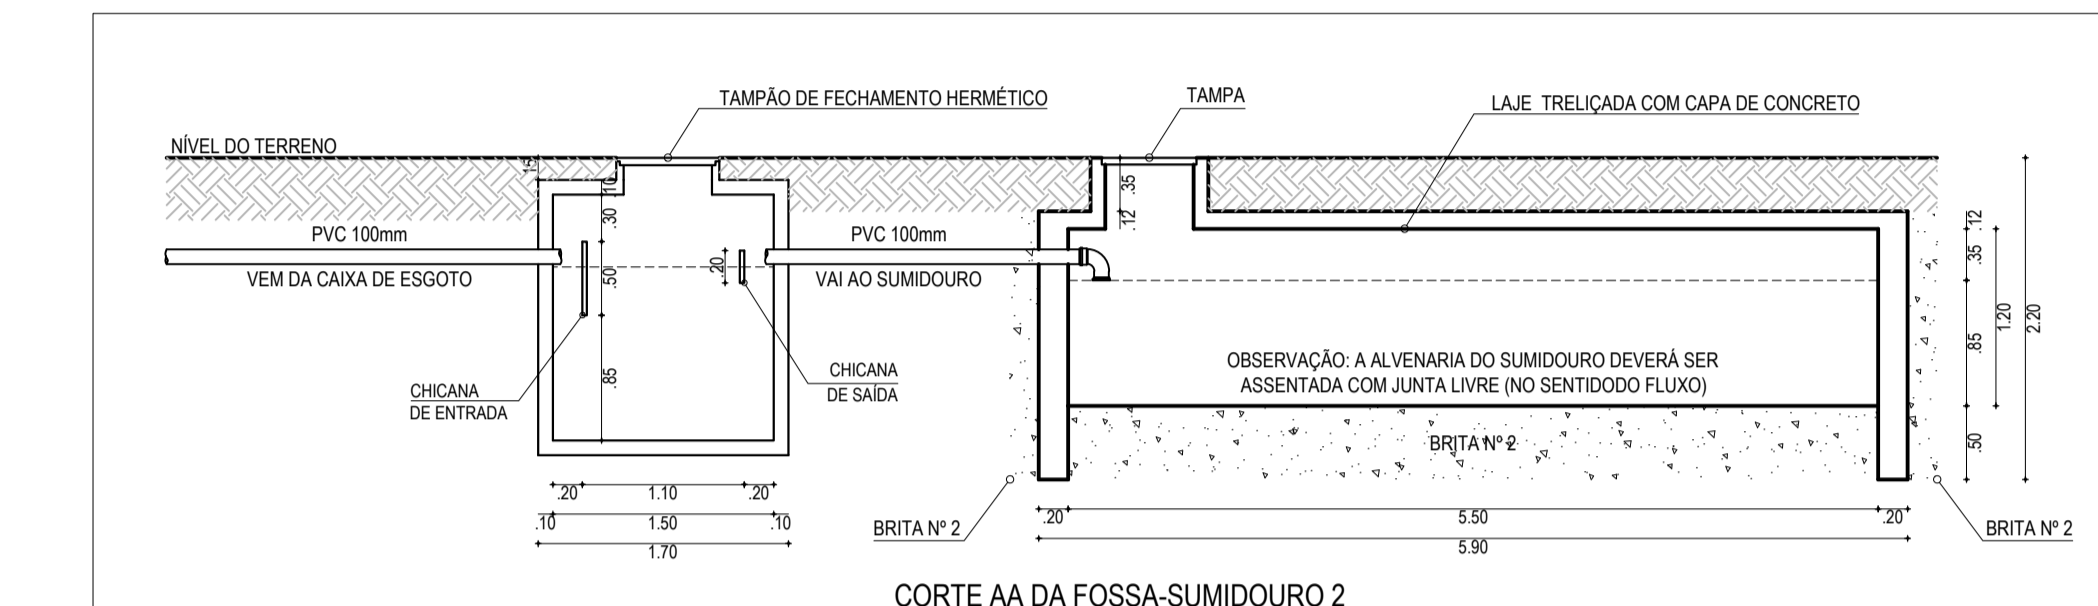 TAMPÃO DE FECHAMENTO HERMÉTICO
TAMPA
LAJE TRELIÇADA COM CAPA DE CONCRETO
NÍVEL DO TERRENO
.15
.10
.30
.50
.85
.20
.35
.12
PVC 100mm
VEM DA CAIXA DE ESGOTO
PVC 100mm
VAI AO SUMIDOURO
CHICANA
DE ENTRADA
CHICANA
DE SAÍDA
OBSERVAÇÃO: A ALVENARIA DO SUMIDOURO DEVERÁ SER
ASSENTADA COM JUNTA LIVRE (NO SENTIDODO FLUXO)
BRITA Nº 2
.12
.35
.85
.50
1.20
2.20
.20
1.10
.20
.10
1.50
.10
1.70
BRITA Nº 2
.20
5.50
.20
5.90
BRITA Nº 2
CORTE AA DA FOSSA-SUMIDOURO 2